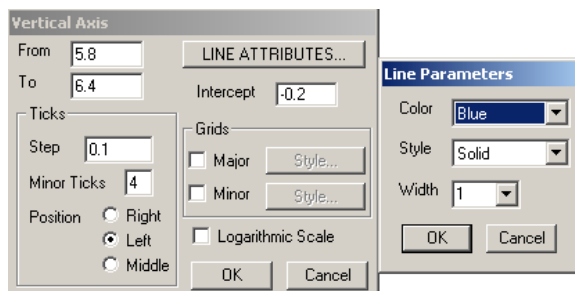 Vertical Axis
From 5.8
To 6.4
LINE ATTRIBUTES...
Intercept -0.2
Ticks
Step 0.1
Minor Ticks 4
Position Right
Left
Middle
Grids
Major Style...
Minor Style...
Logarithmic Scale
OK Cancel
Line Parameters
Color Blue
Style Solid
Width 1
OK Cancel